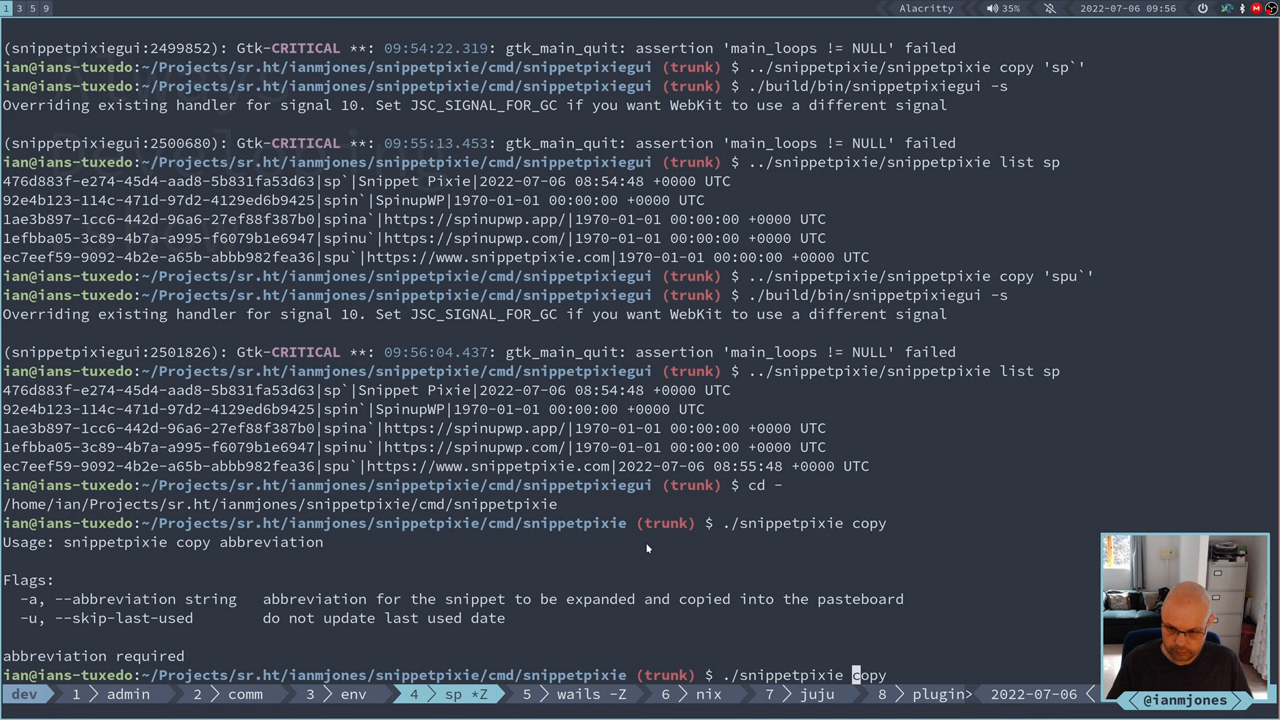 1 3 5 9 Alacritty 35% 2022-07-06 09:56
(snippetpixiegui:2499852): Gtk-CRITICAL **: 09:54:22.319: gtk_main_quit: assertion 'main_loops != NULL' failed
ian@ians-tuxedo:~/Projects/sr.ht/ianmjones/snippetpixie/cmd/snippetpixiegui (trunk) $ ../snippetpixie/snippetpixie copy 'sp`'
ian@ians-tuxedo:~/Projects/sr.ht/ianmjones/snippetpixie/cmd/snippetpixiegui (trunk) $ ./build/bin/snippetpixiegui -s
Overriding existing handler for signal 10. Set JSC_SIGNAL_FOR_GC if you want WebKit to use a different signal
(snippetpixiegui:2500680): Gtk-CRITICAL **: 09:55:13.453: gtk_main_quit: assertion 'main_loops != NULL' failed
ian@ians-tuxedo:~/Projects/sr.ht/ianmjones/snippetpixie/cmd/snippetpixiegui (trunk) $ ../snippetpixie/snippetpixie list sp
476d883f-e274-45d4-aad8-5b831fa53d63|sp`|Snippet Pixie|2022-07-06 08:54:48 +0000 UTC
92e4b123-114c-471d-97d2-4129ed6b9425|spin`|SpinupWP|1970-01-01 00:00:00 +0000 UTC
1ae3b897-1cc6-442d-96a6-27ef88f387b0|spina`|https://spinupwp.app/|1970-01-01 00:00:00 +0000 UTC
1efbba05-3c89-4b7a-a995-f6079b1e6947|spinu`|https://spinupwp.com/|1970-01-01 00:00:00 +0000 UTC
ec7eef59-9092-4b2e-a65b-abbb982fea36|spu`|https://www.snippetpixie.com|1970-01-01 00:00:00 +0000 UTC
ian@ians-tuxedo:~/Projects/sr.ht/ianmjones/snippetpixie/cmd/snippetpixiegui (trunk) $ ../snippetpixie/snippetpixie copy 'spu`'
ian@ians-tuxedo:~/Projects/sr.ht/ianmjones/snippetpixie/cmd/snippetpixiegui (trunk) $ ./build/bin/snippetpixiegui -s
Overriding existing handler for signal 10. Set JSC_SIGNAL_FOR_GC if you want WebKit to use a different signal
(snippetpixiegui:2501826): Gtk-CRITICAL **: 09:56:04.437: gtk_main_quit: assertion 'main_loops != NULL' failed
ian@ians-tuxedo:~/Projects/sr.ht/ianmjones/snippetpixie/cmd/snippetpixiegui (trunk) $ ../snippetpixie/snippetpixie list sp
476d883f-e274-45d4-aad8-5b831fa53d63|sp`|Snippet Pixie|2022-07-06 08:54:48 +0000 UTC
92e4b123-114c-471d-97d2-4129ed6b9425|spin`|SpinupWP|1970-01-01 00:00:00 +0000 UTC
1ae3b897-1cc6-442d-96a6-27ef88f387b0|spina`|https://spinupwp.app/|1970-01-01 00:00:00 +0000 UTC
1efbba05-3c89-4b7a-a995-f6079b1e6947|spinu`|https://spinupwp.com/|1970-01-01 00:00:00 +0000 UTC
ec7eef59-9092-4b2e-a65b-abbb982fea36|spu`|https://www.snippetpixie.com|2022-07-06 08:55:48 +0000 UTC
ian@ians-tuxedo:~/Projects/sr.ht/ianmjones/snippetpixie/cmd/snippetpixiegui (trunk) $ cd -
/home/ian/Projects/sr.ht/ianmjones/snippetpixie/cmd/snippetpixie
ian@ians-tuxedo:~/Projects/sr.ht/ianmjones/snippetpixie/cmd/snippetpixie (trunk) $ ./snippetpixie copy
Usage: snippetpixie copy abbreviation
Flags:
-a, --abbreviation string abbreviation for the snippet to be expanded and copied into the pasteboard
-u, --skip-last-used do not update last used date
abbreviation required
ian@ians-tuxedo:~/Projects/sr.ht/ianmjones/snippetpixie/cmd/snippetpixie (trunk) $ ./snippetpixie copy
dev 1 admin 2 comm 3 env 4 sp *Z 5 wails -Z 6 nix 7 juju 8 plugin> 2022-07-06
@ianmjones